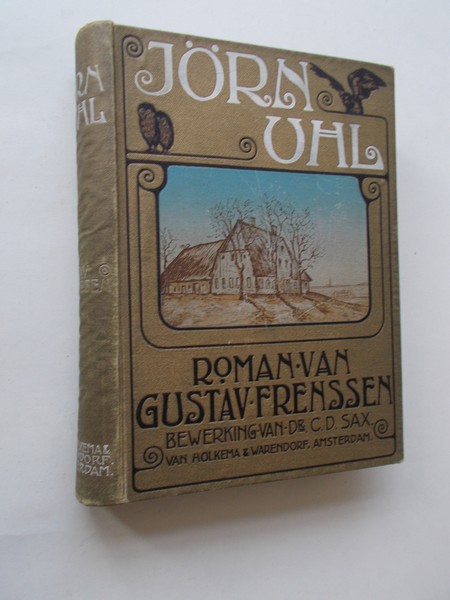 JÖRN
UHL
ROMAN·VAN
GUSTAV·FRENSSEN
BEWERKING·VAN·DR. C.D. SAX.
VAN HOLKEMA & WARENDORF. AMSTERDAM.